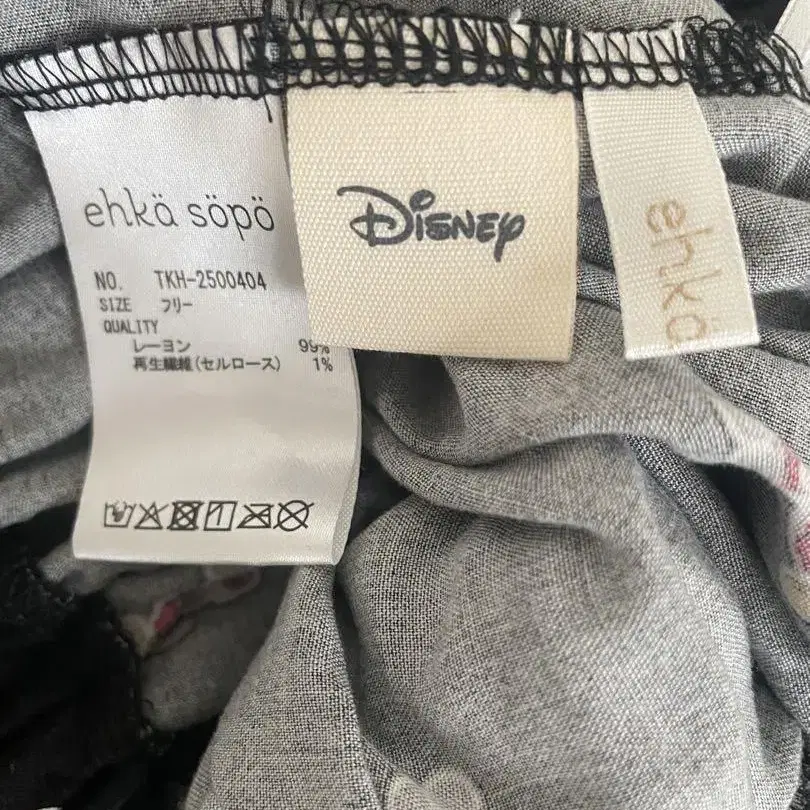 ehkä söpö
NO. TKH-2500404
SIZE フリー
QUALITY
レーヨン 99%
再生繊維(セルロース) 1%
Disney
ehkä